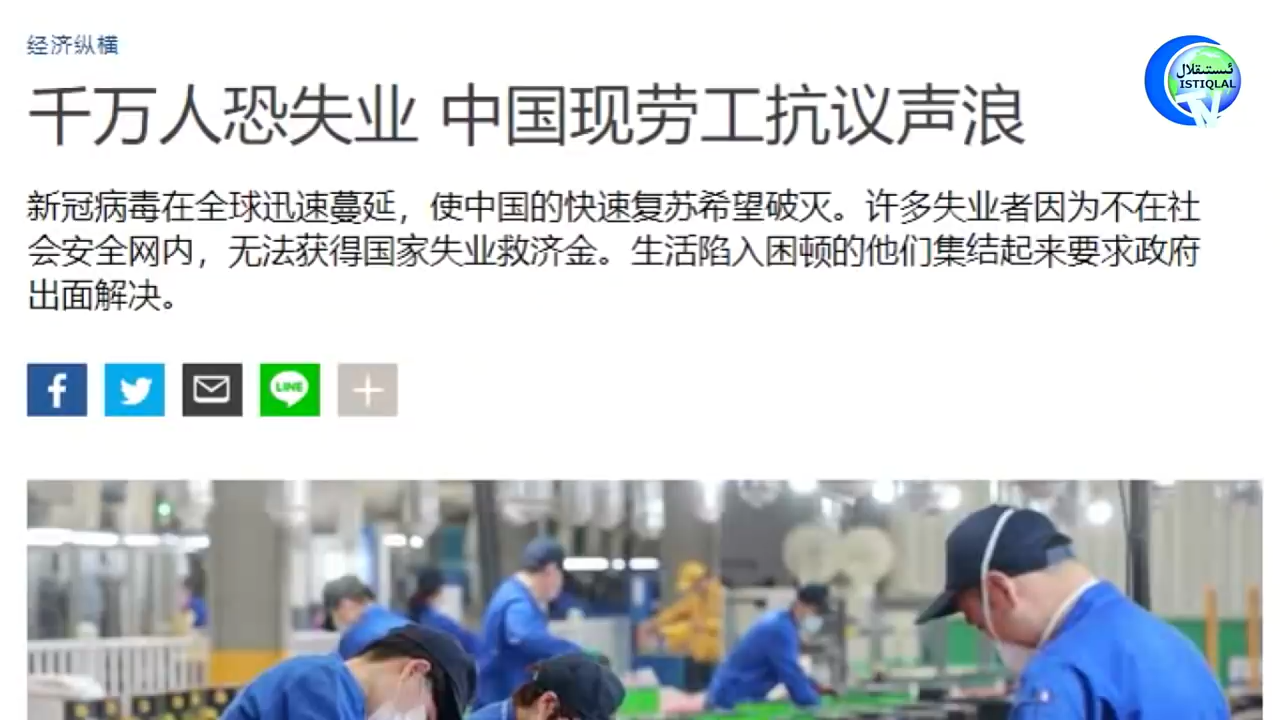 经济纵横
ئىستىقلال
ISTIQLAL
TV
千万人恐失业 中国现劳工抗议声浪
新冠病毒在全球迅速蔓延，使中国的快速复苏希望破灭。许多失业者因为不在社
会安全网内，无法获得国家失业救济金。生活陷入困顿的他们集结起来要求政府
出面解决。
LINE